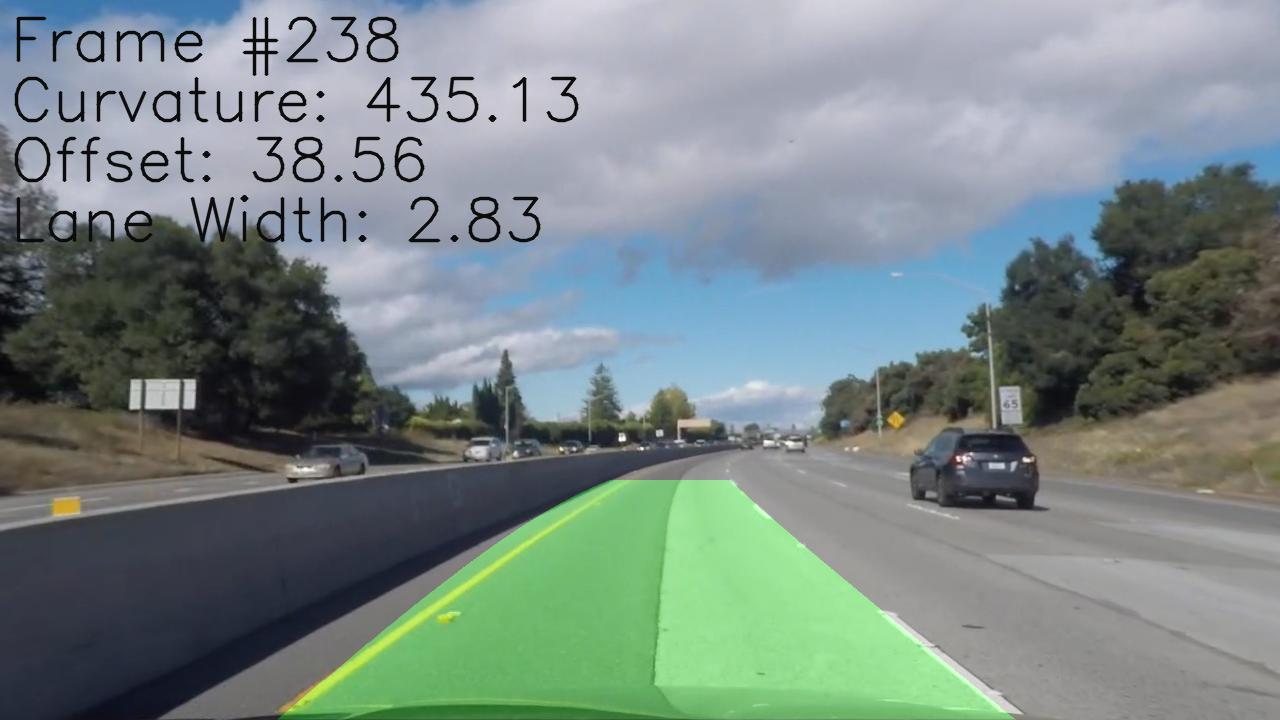 Frame #238
Curvature: 435.13
Offset: 38.56
Lane Width: 2.83
65